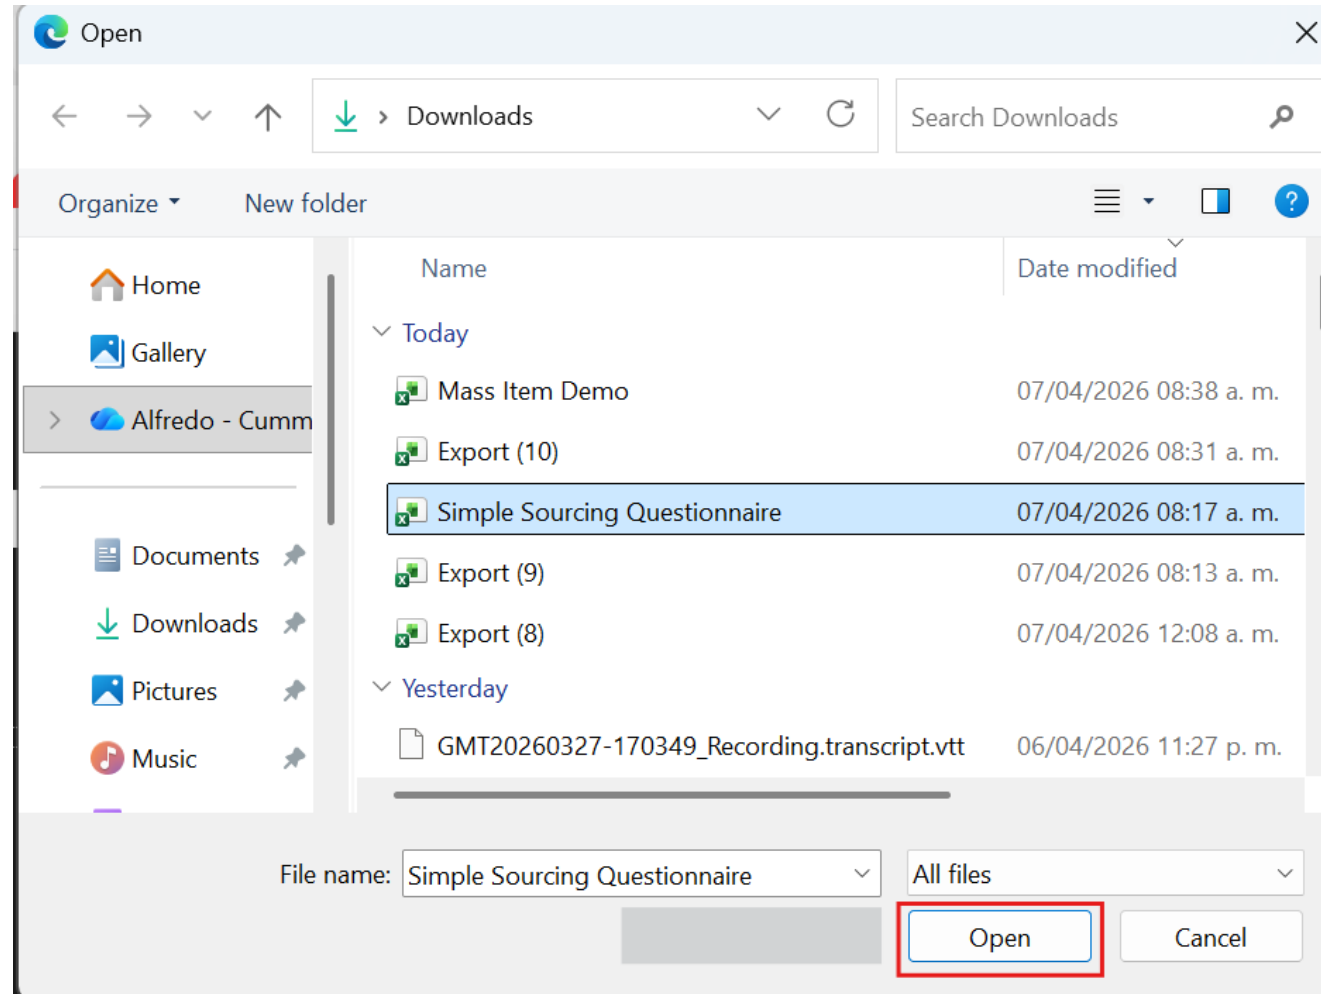 Open
Downloads
Search Downloads
Organize
New folder
?
Name
Date modified
Home
Gallery
Alfredo - Cumm
Documents
Downloads
Pictures
Music
Today
Mass Item Demo 07/04/2026 08:38 a. m.
Export (10) 07/04/2026 08:31 a. m.
Simple Sourcing Questionnaire 07/04/2026 08:17 a. m.
Export (9) 07/04/2026 08:13 a. m.
Export (8) 07/04/2026 12:08 a. m.
Yesterday
GMT20260327-170349_Recording.transcript.vtt 06/04/2026 11:27 p. m.
File name: Simple Sourcing Questionnaire
All files
Open
Cancel